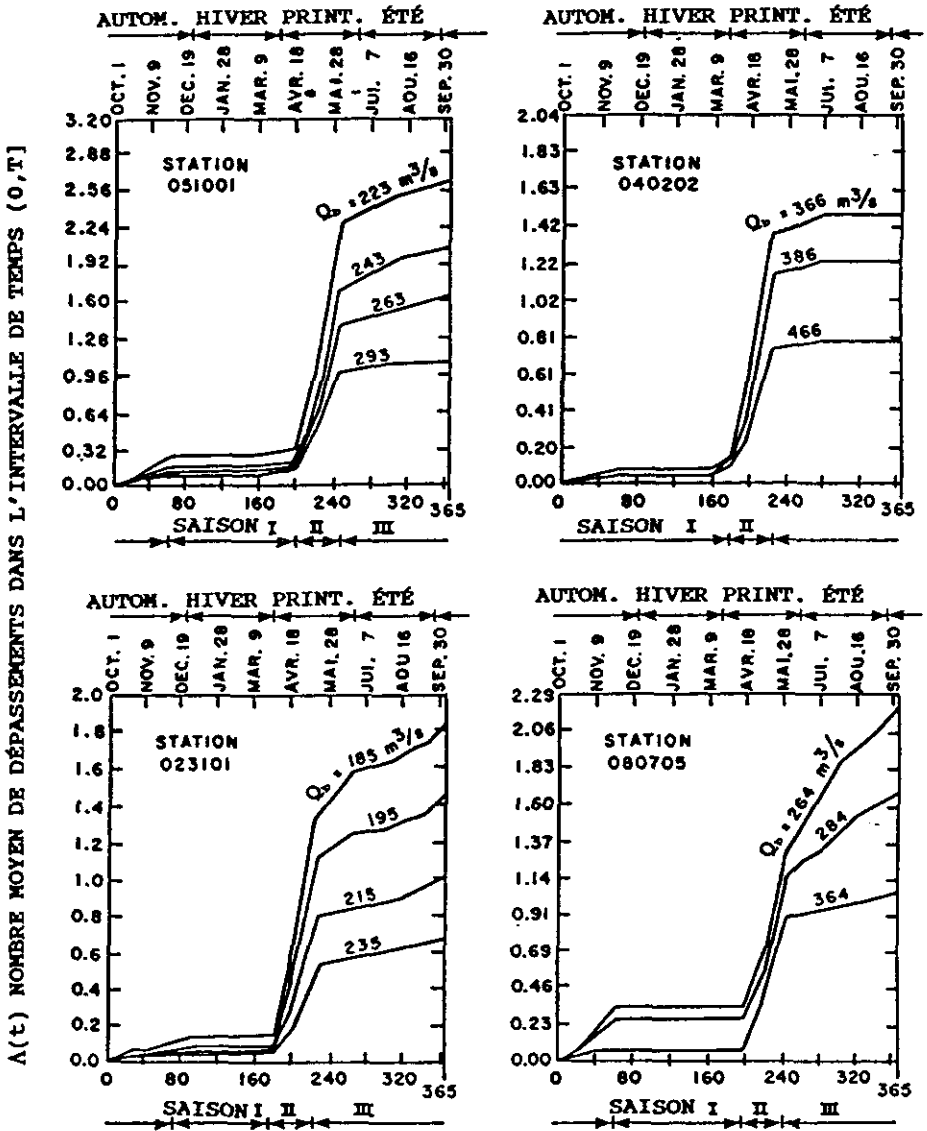 Λ(t) NOMBRE MOYEN DE DÉPASSEMENTS DANS L'INTERVALLE DE TEMPS (0,T]
AUTOM. HIVER PRINT. ÉTÉ
OCT. 1 NOV. 9 DEC. 19 JAN. 28 MAR. 9 AVR. 18 MAI. 28 JUI. 7 AOU. 16 SEP. 30
3.20
2.88
2.56
2.24
1.92
1.60
1.28
0.96
0.64
0.32
0.00
STATION
051001
Qb = 223 m³/s
243
263
293
0 80 160 240 320 365
SAISON I II III
AUTOM. HIVER PRINT. ÉTÉ
OCT. 1 NOV. 9 DEC. 19 JAN. 28 MAR. 9 AVR. 18 MAI. 28 JUI. 7 AOU. 16 SEP. 30
2.04
1.83
1.63
1.42
1.22
1.02
0.81
0.61
0.41
0.20
0.00
STATION
040202
Qb = 366 m³/s
386
466
0 80 160 240 320 365
SAISON I II
AUTOM. HIVER PRINT. ÉTÉ
OCT. 1 NOV. 9 DEC. 19 JAN. 28 MAR. 9 AVR. 18 MAI. 28 JUI. 7 AOU. 16 SEP. 30
2.0
1.8
1.6
1.4
1.2
1.0
0.8
0.6
0.4
0.2
0.0
STATION
023101
Qb = 185 m³/s
195
215
235
0 80 160 240 320 365
SAISON I II III
AUTOM. HIVER PRINT. ÉTÉ
OCT. 1 NOV. 9 DEC. 19 JAN. 28 MAR. 9 AVR. 18 MAI. 28 JUI. 7 AOU. 16 SEP. 30
2.29
2.06
1.83
1.60
1.37
1.14
0.91
0.69
0.46
0.23
0.00
STATION
080705
Qb = 264 m³/s
284
364
0 80 160 240 320 365
SAISON I II III